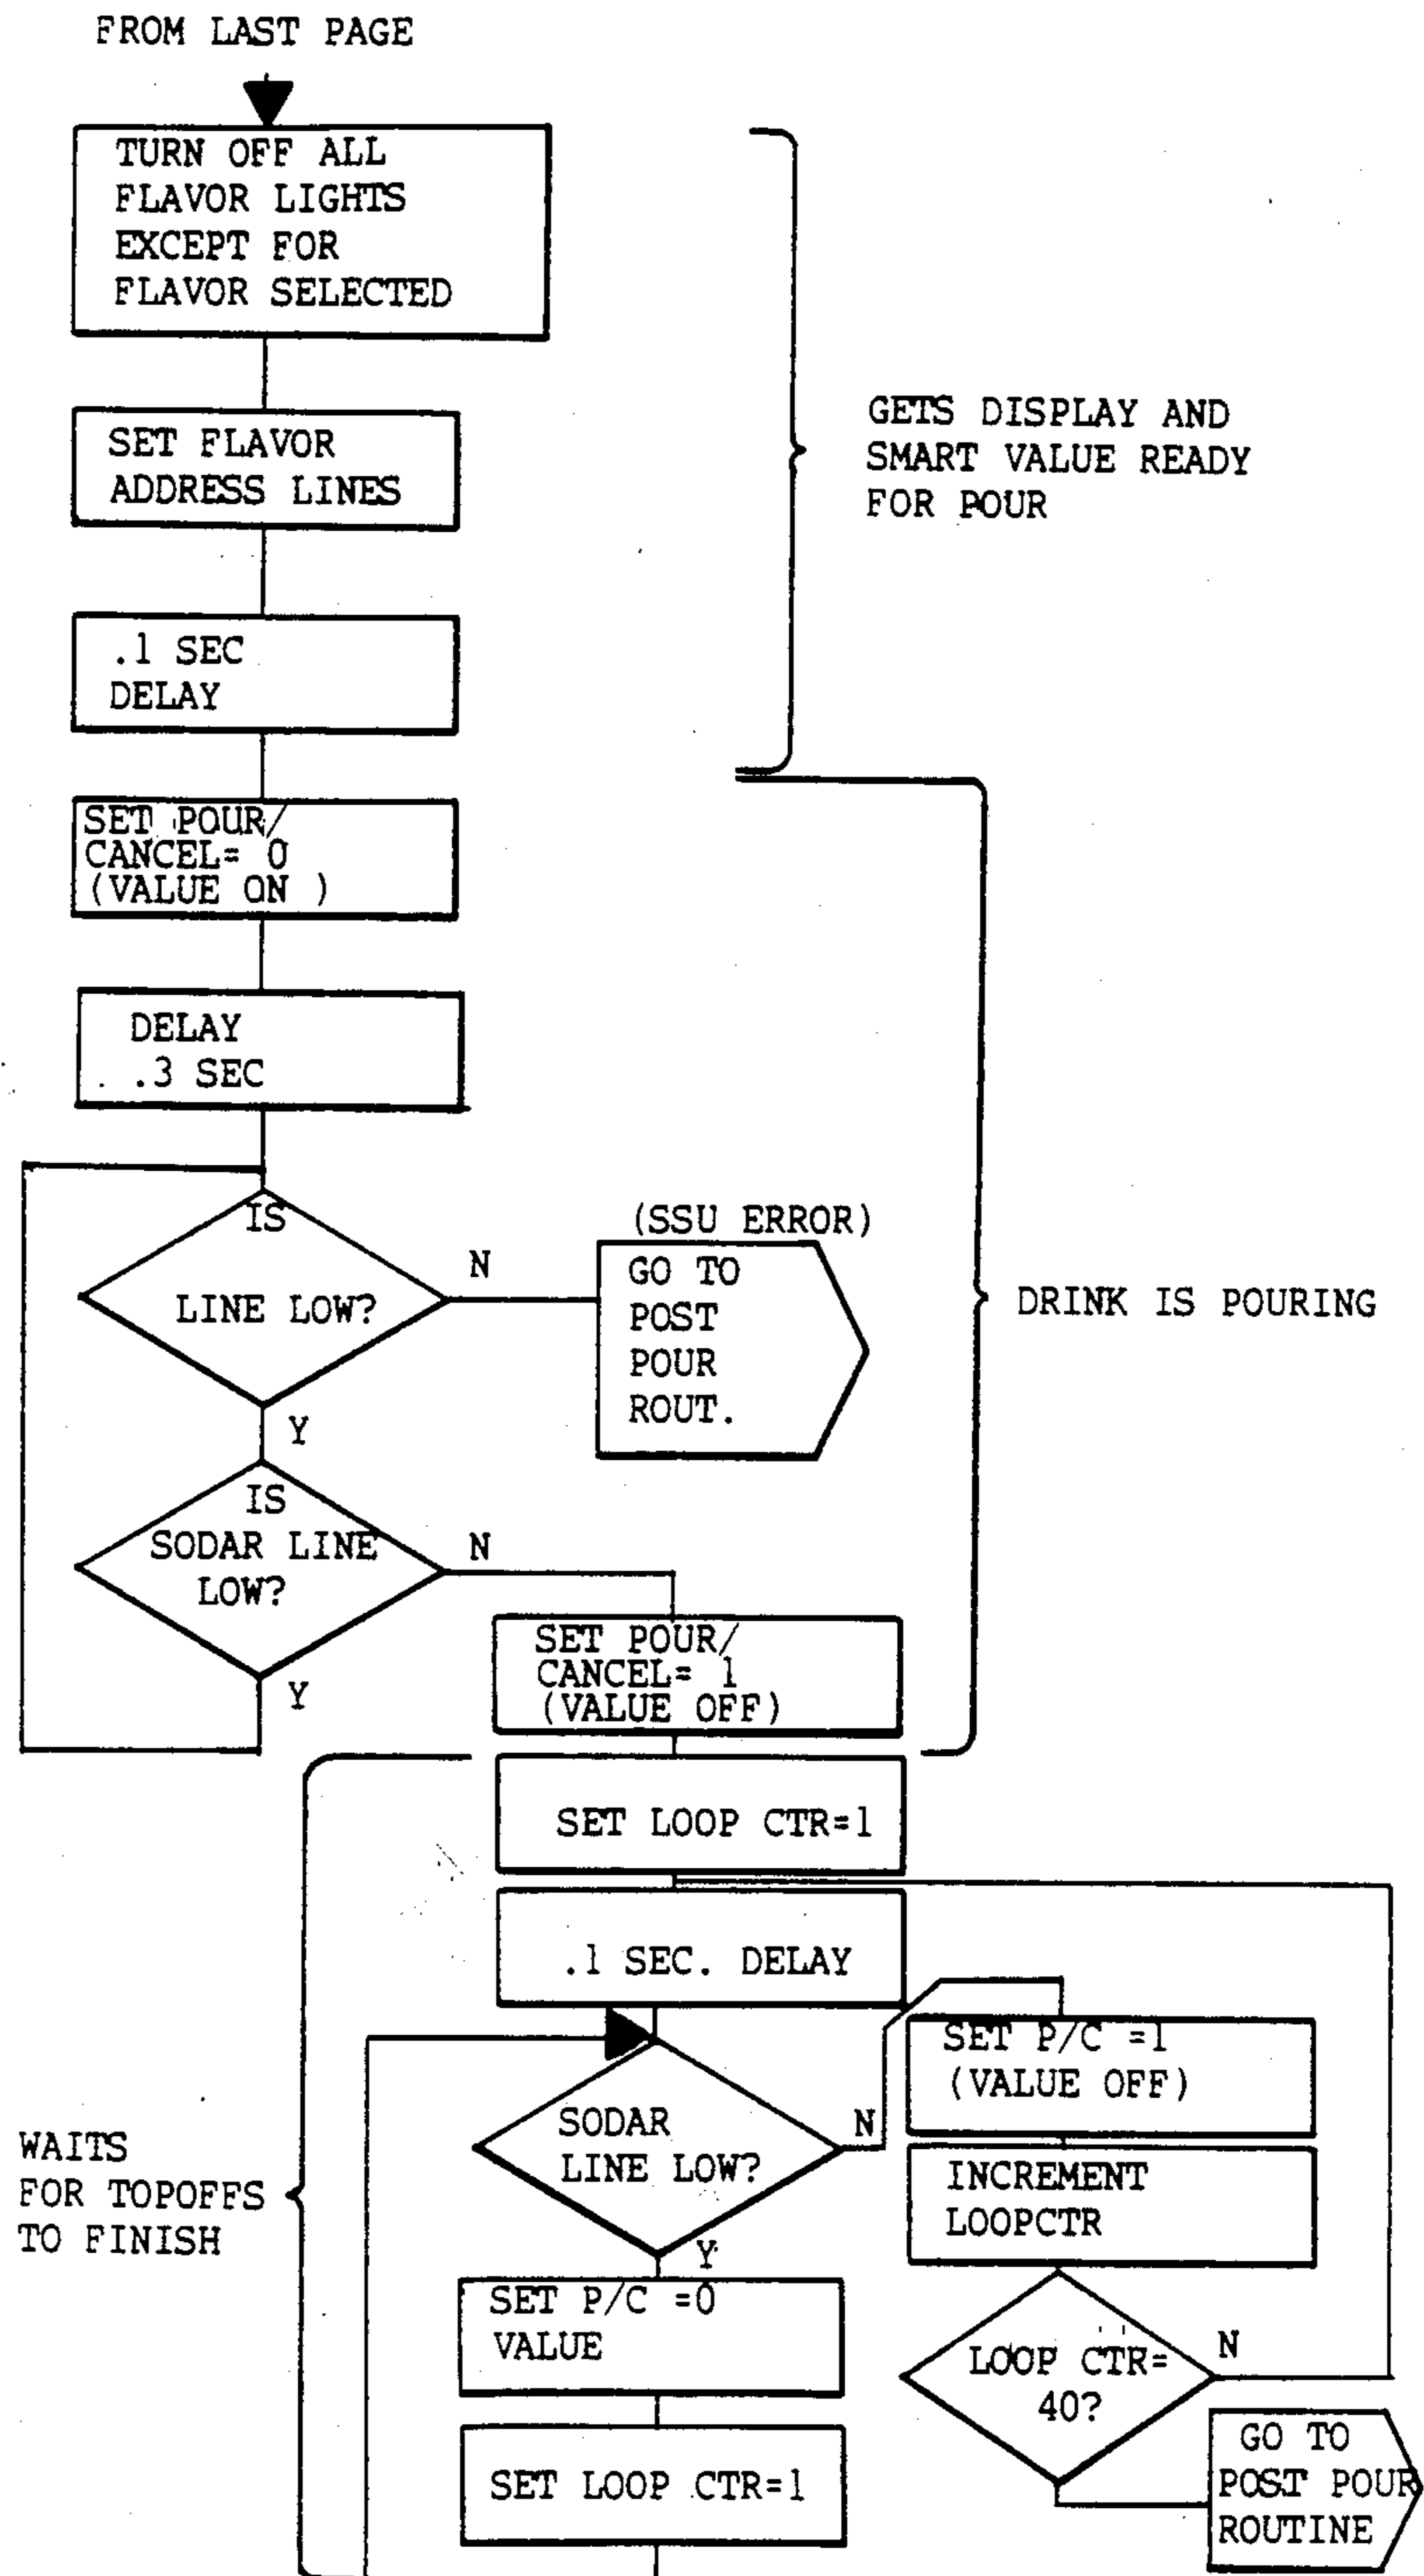 FROM LAST PAGE
TURN OFF ALL
FLAVOR LIGHTS
EXCEPT FOR
FLAVOR SELECTED
SET FLAVOR
ADDRESS LINES
GETS DISPLAY AND
SMART VALUE READY
FOR POUR
.1 SEC
DELAY
SET POUR/
CANCEL= 0
(VALUE ON )
DELAY
.3 SEC
IS
LINE LOW?
N
Y
(SSU ERROR)
GO TO
POST
POUR
ROUT.
DRINK IS POURING
IS
SODAR LINE
LOW?
N
Y
SET POUR/
CANCEL= 1
(VALUE OFF)
SET LOOP CTR=1
.1 SEC. DELAY
WAITS
FOR TOPOFFS
TO FINISH
SODAR
LINE LOW?
N
Y
SET P/C =1
(VALUE OFF)
INCREMENT
LOOPCTR
LOOP CTR=
40?
N
SET P/C =0
VALUE
SET LOOP CTR=1
GO TO
POST POUR
ROUTINE